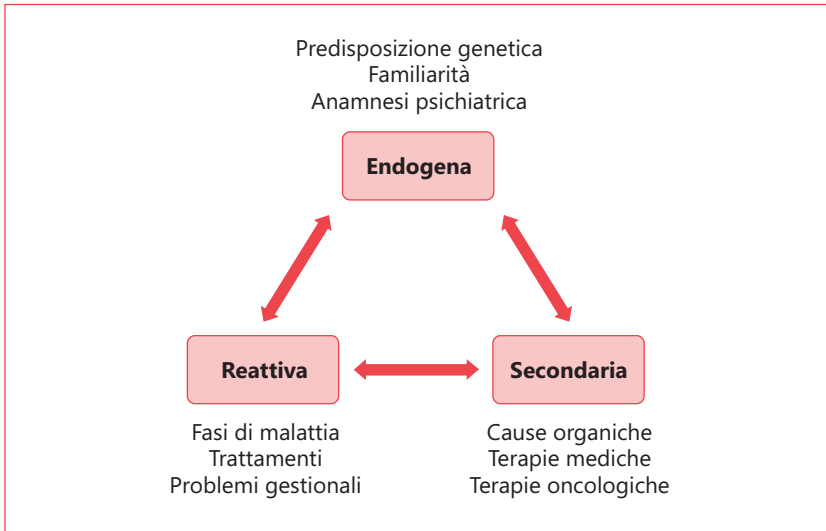 Predisposizione genetica
Familiarità
Anamnesi psichiatrica
Endogena
Reattiva
Secondaria
Fasi di malattia
Trattamenti
Problemi gestionali
Cause organiche
Terapie mediche
Terapie oncologiche